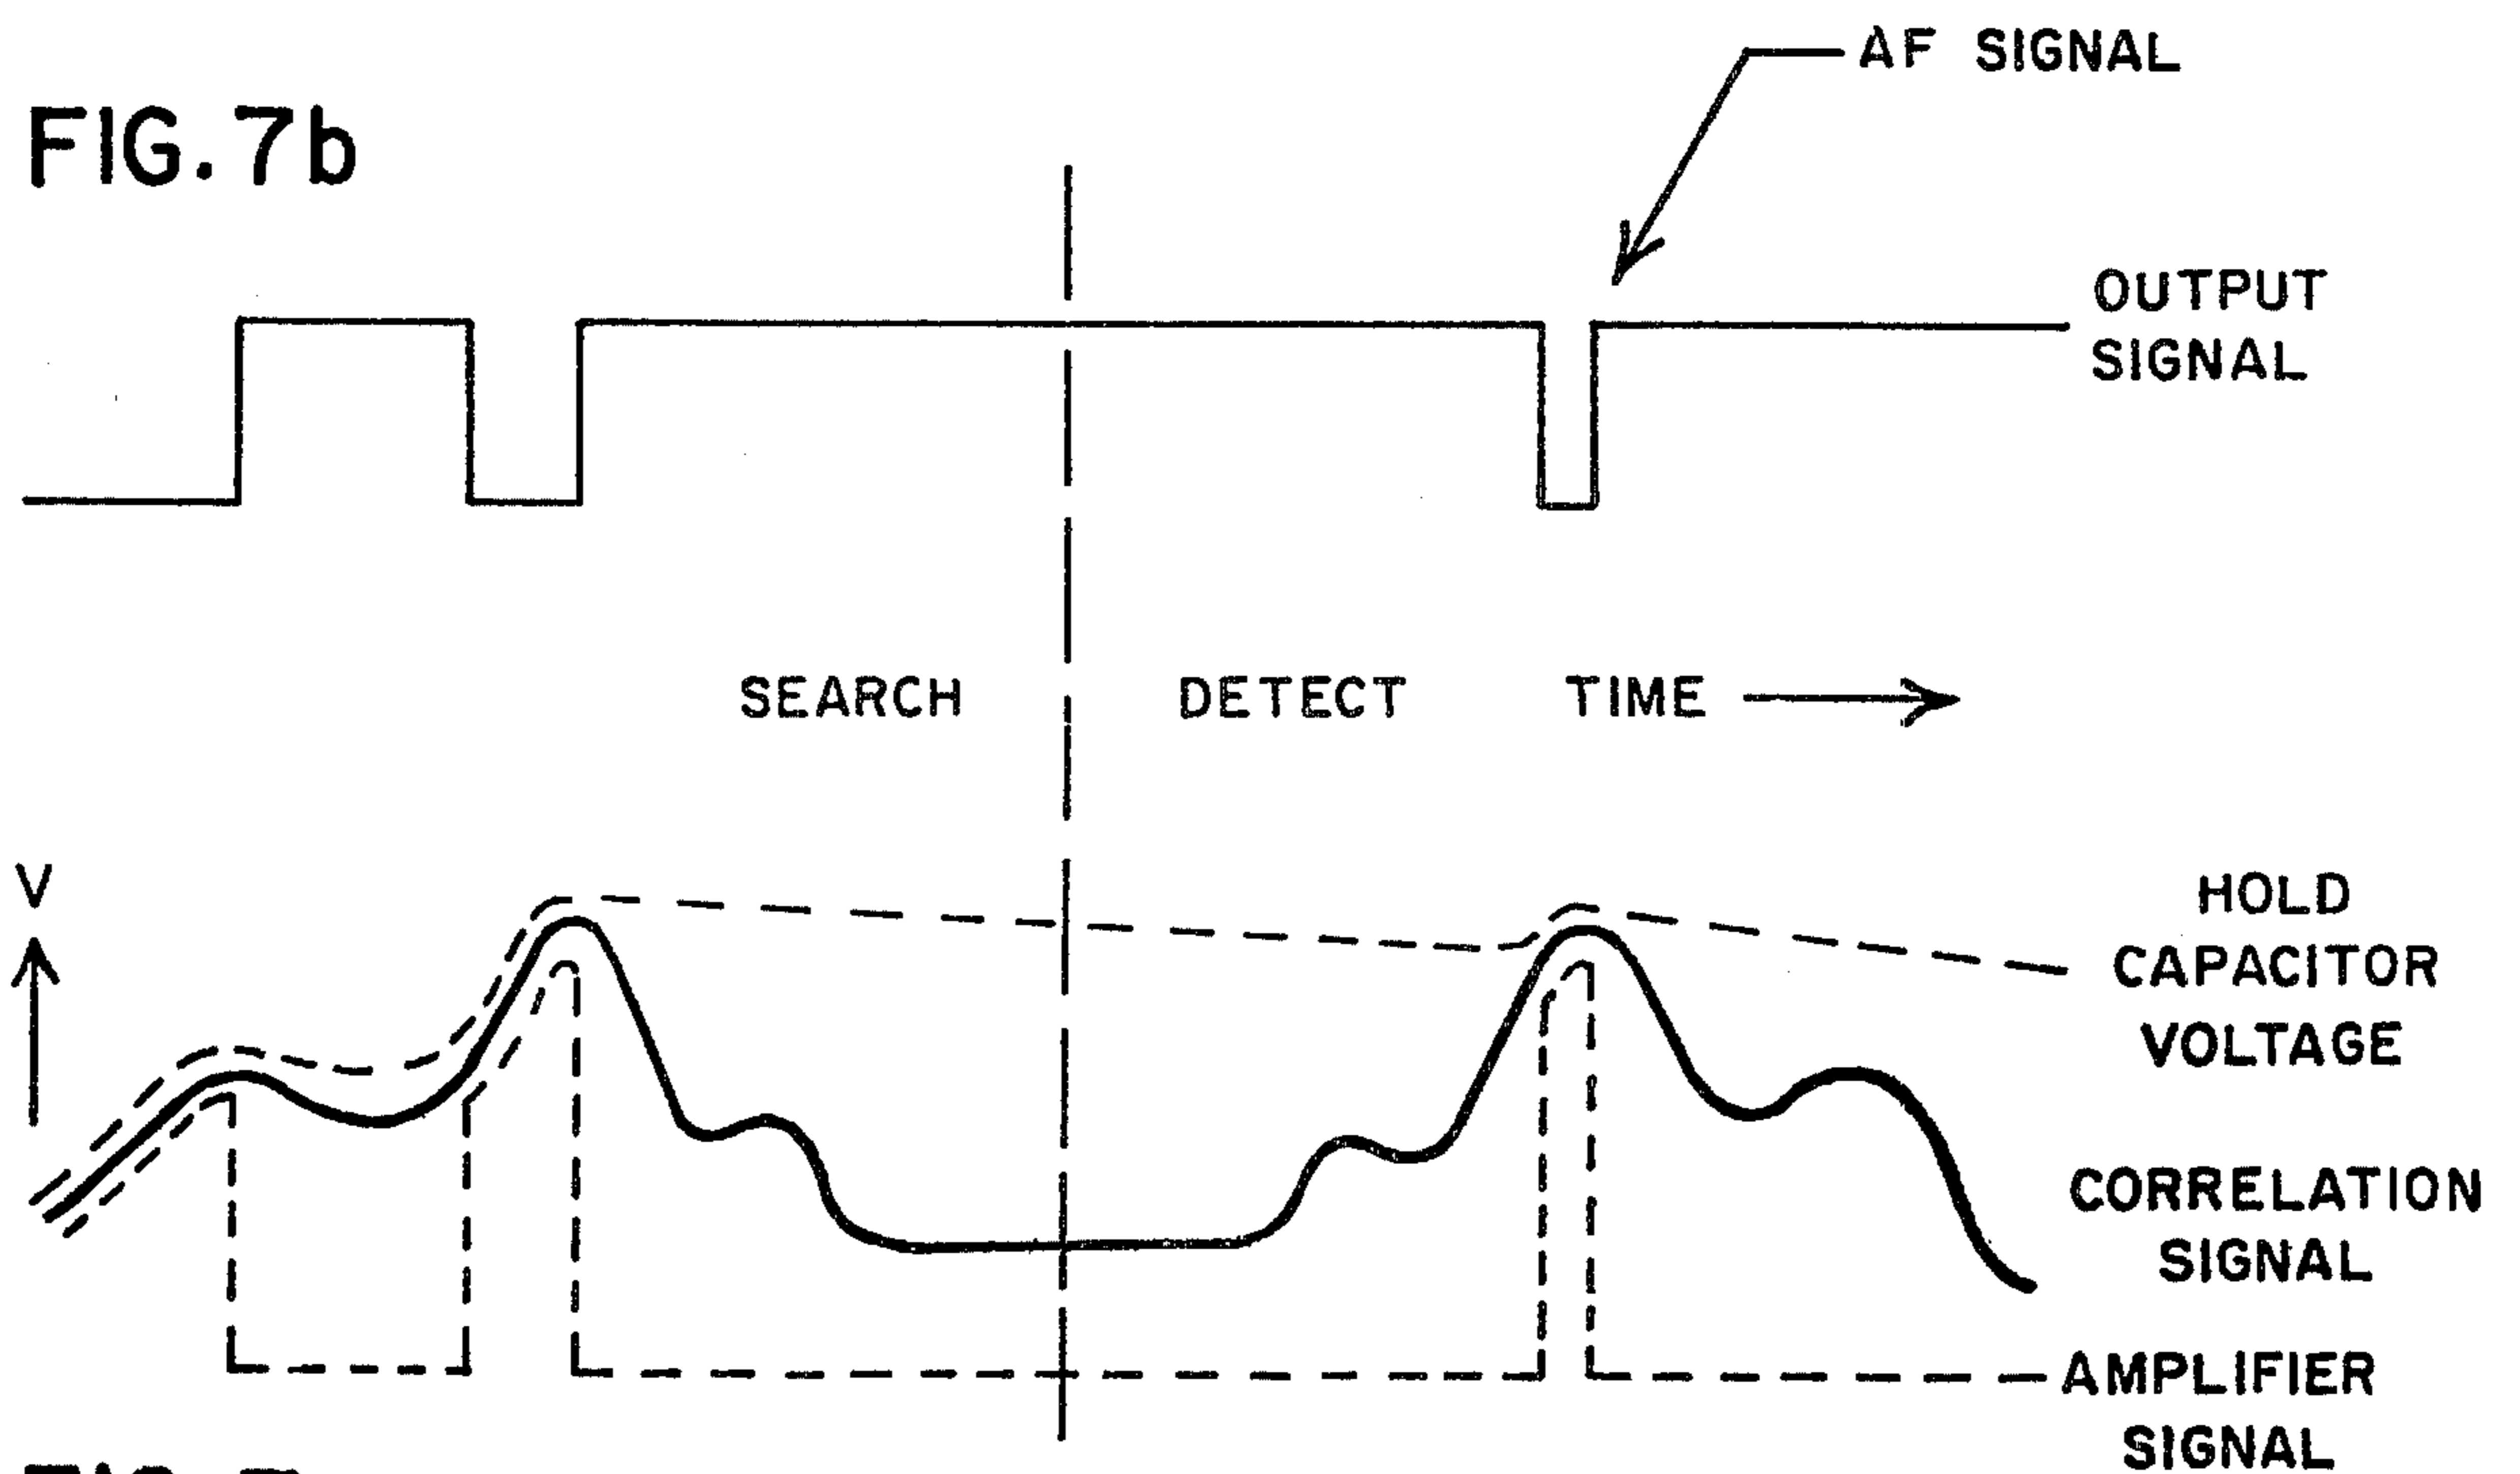 AF SIGNAL
FIG. 7b
OUTPUT
SIGNAL
SEARCH
DETECT
TIME
V
HOLD
CAPACITOR
VOLTAGE
CORRELATION
SIGNAL
AMPLIFIER
SIGNAL